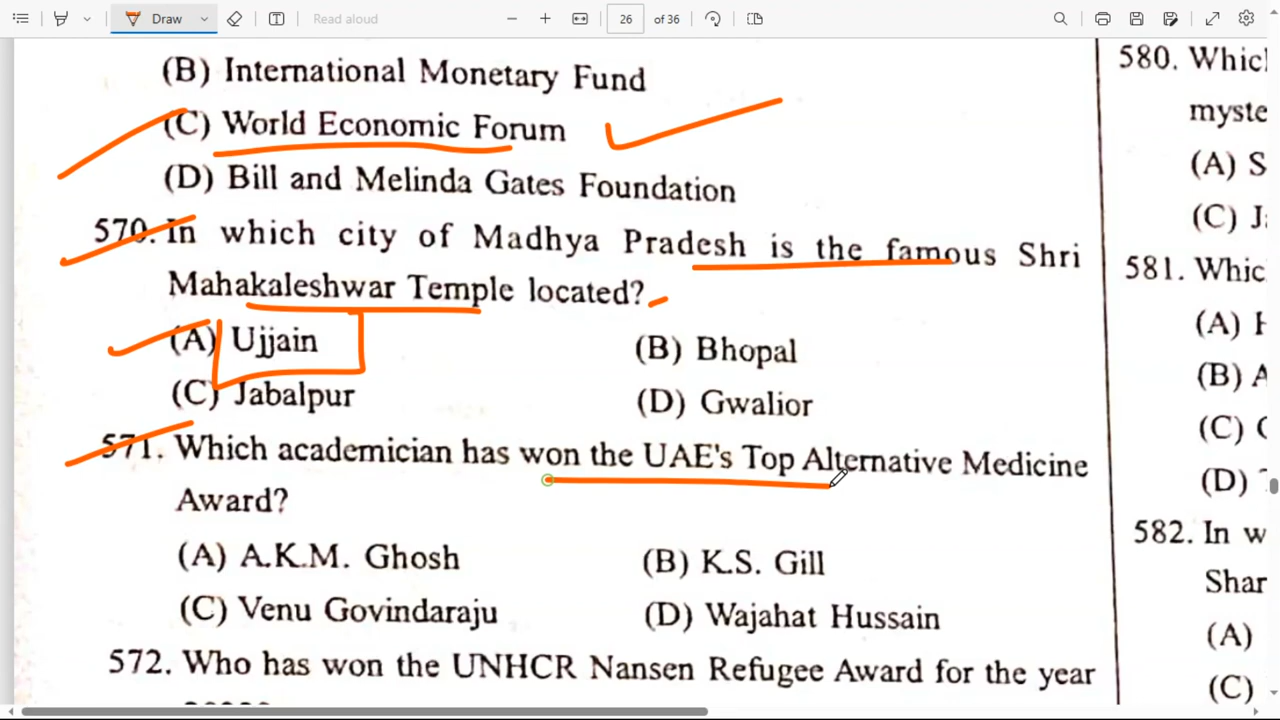 Draw
Read aloud
26 of 36
(B) International Monetary Fund
(C) World Economic Forum
(D) Bill and Melinda Gates Foundation
570. In which city of Madhya Pradesh is the famous Shri
Mahakaleshwar Temple located?
(A) Ujjain (B) Bhopal
(C) Jabalpur (D) Gwalior
571. Which academician has won the UAE's Top Alternative Medicine
Award?
(A) A.K.M. Ghosh (B) K.S. Gill
(C) Venu Govindaraju (D) Wajahat Hussain
572. Who has won the UNHCR Nansen Refugee Award for the year
580.
myste
(A) S
(C)
581.
(A)
(B) A
(C)
(D)
582. In w
Shar
(A)
(C)